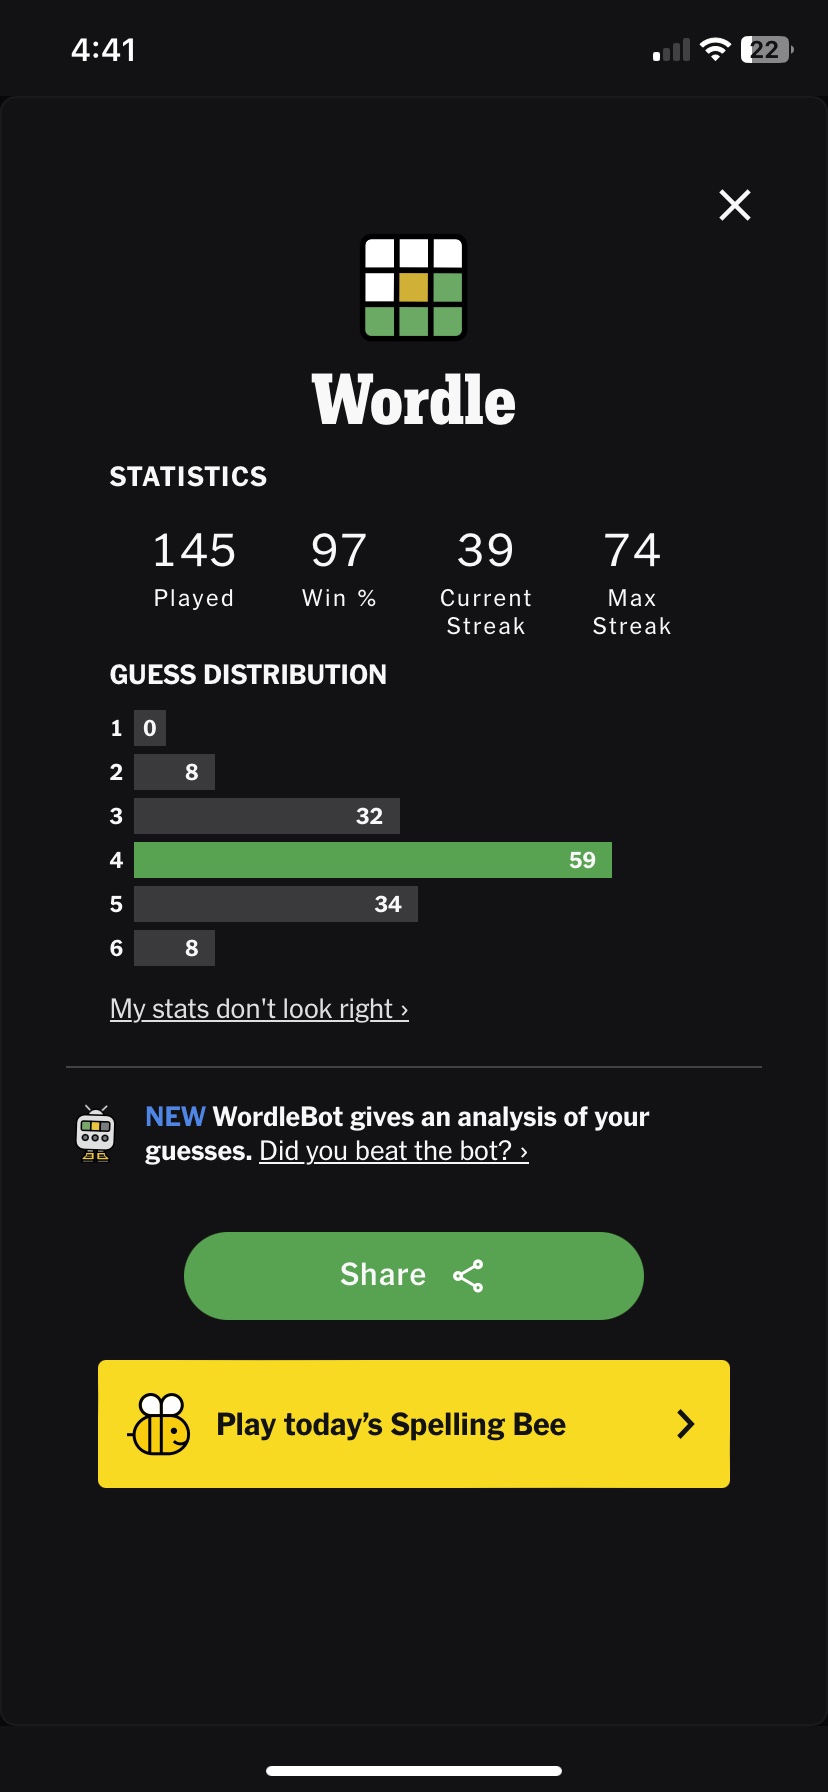 4:41
22
Wordle
STATISTICS
145 97 39 74
Played Win % Current Streak Max Streak
GUESS DISTRIBUTION
1 0
2 8
3 32
4 59
5 34
6 8
My stats don't look right ›
NEW WordleBot gives an analysis of your
guesses. Did you beat the bot? ›
Share
Play today’s Spelling Bee